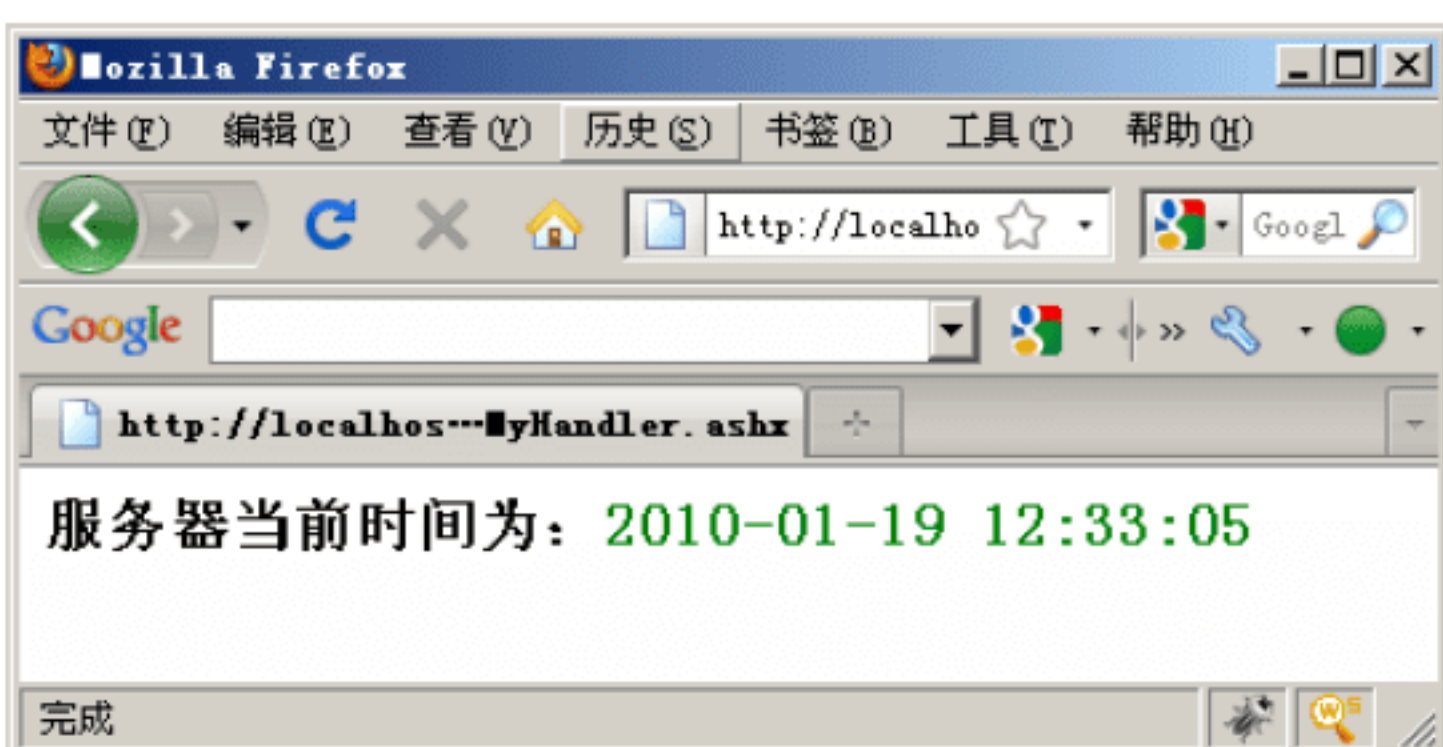 Mozilla Firefox
文件(F) 编辑(E) 查看(V) 历史(S) 书签(B) 工具(T) 帮助(H)
http://localho Googl
Google
http://localhos…MyHandler.ashx
服务器当前时间为：2010-01-19 12:33:05
完成